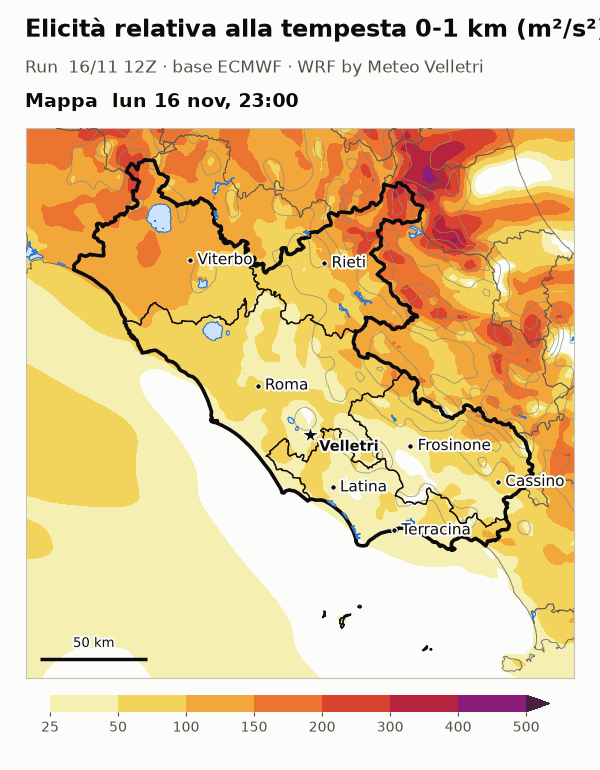 Elicità relativa alla tempesta 0-1 km (m²/s²)
Run 16/11 12Z · base ECMWF · WRF by Meteo Velletri
Mappa lun 16 nov, 23:00
Viterbo
Rieti
Roma
Velletri
Frosinone
Latina
Cassino
Terracina
50 km
25 50 100 150 200 300 400 500